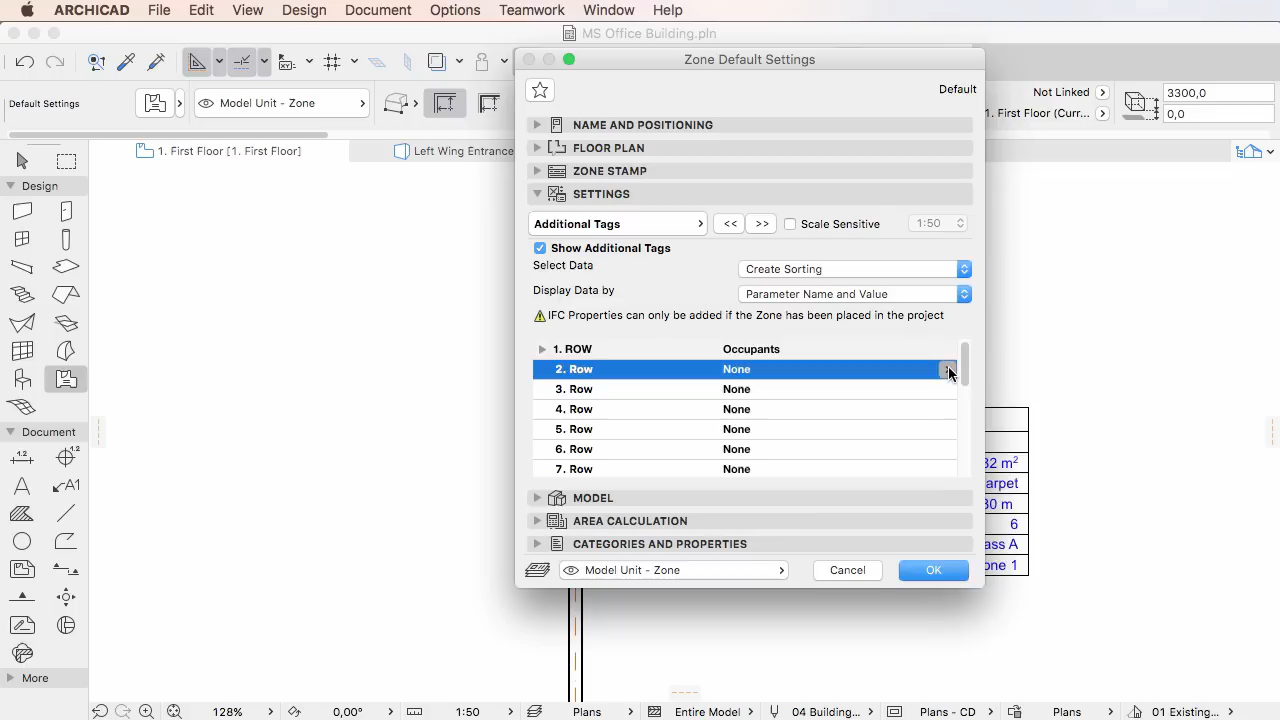 ARCHICAD File Edit View Design Document Options Teamwork Window Help
MS Office Building.pln
Zone Default Settings
Default
Default Settings
Model Unit - Zone
Not Linked
3300,0
1. First Floor (Curr...
0,0
1. First Floor [1. First Floor]
Left Wing Entrance
NAME AND POSITIONING
FLOOR PLAN
ZONE STAMP
SETTINGS
Additional Tags
<< >>
Scale Sensitive
1:50
Show Additional Tags
Select Data
Create Sorting
Display Data by
Parameter Name and Value
IFC Properties can only be added if the Zone has been placed in the project
1. ROW Occupants
2. Row None
3. Row None
4. Row None
5. Row None
6. Row None
7. Row None
MODEL
AREA CALCULATION
CATEGORIES AND PROPERTIES
Model Unit - Zone
Cancel
OK
Design
Document
More
32 m²
arpet
30 m
6
ass A
one 1
128% 0,00° 1:50 Plans Entire Model 04 Building... Plans - CD Plans 01 Existing...